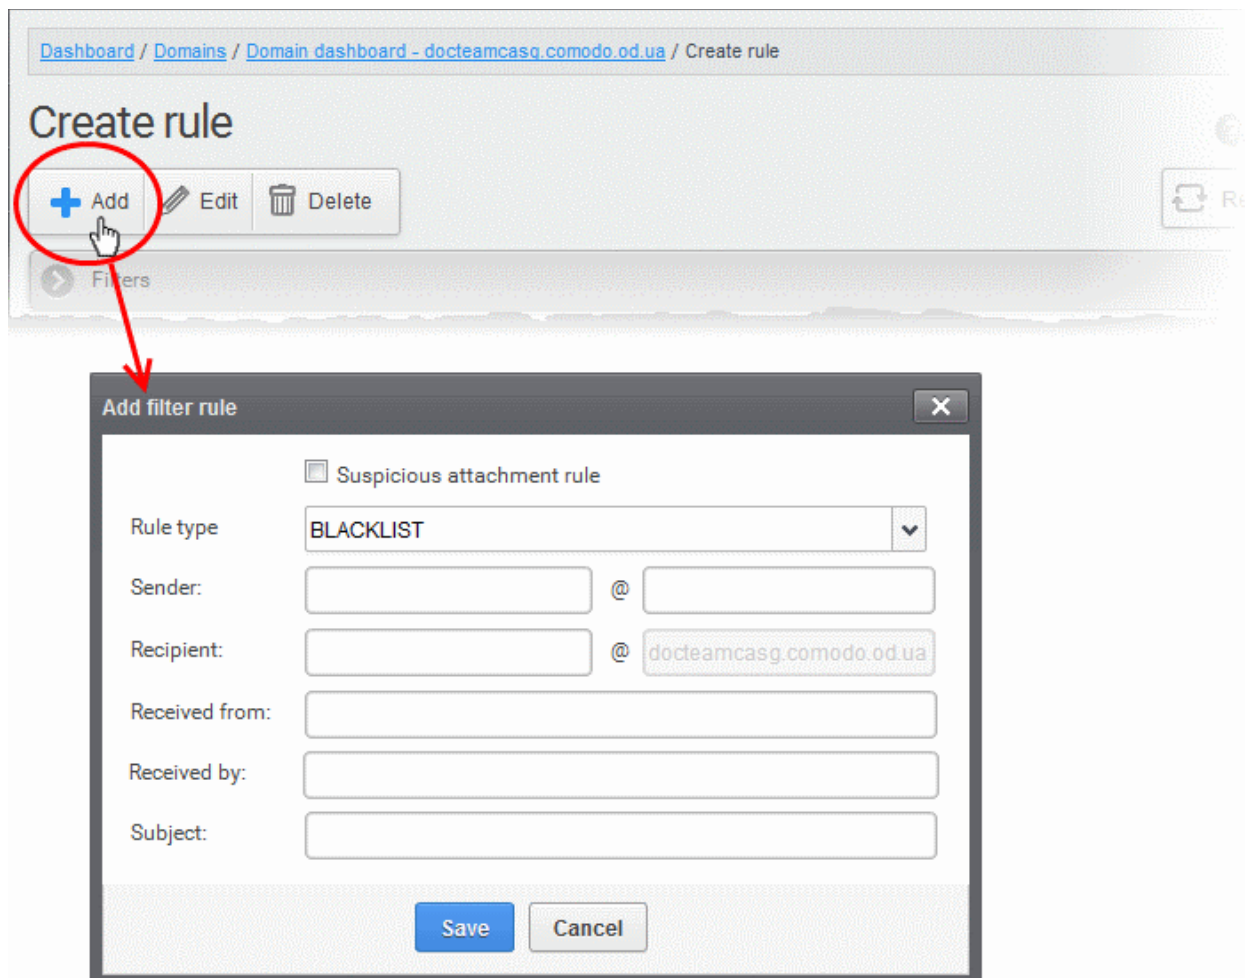 Dashboard / Domains / Domain dashboard - docteamcasg.comodo.od.ua / Create rule
Create rule
Add Edit Delete
Filters
Add filter rule
Suspicious attachment rule
Rule type BLACKLIST
Sender: @
Recipient: @ docteamcasg.comodo.od.ua
Received from:
Received by:
Subject:
Save Cancel